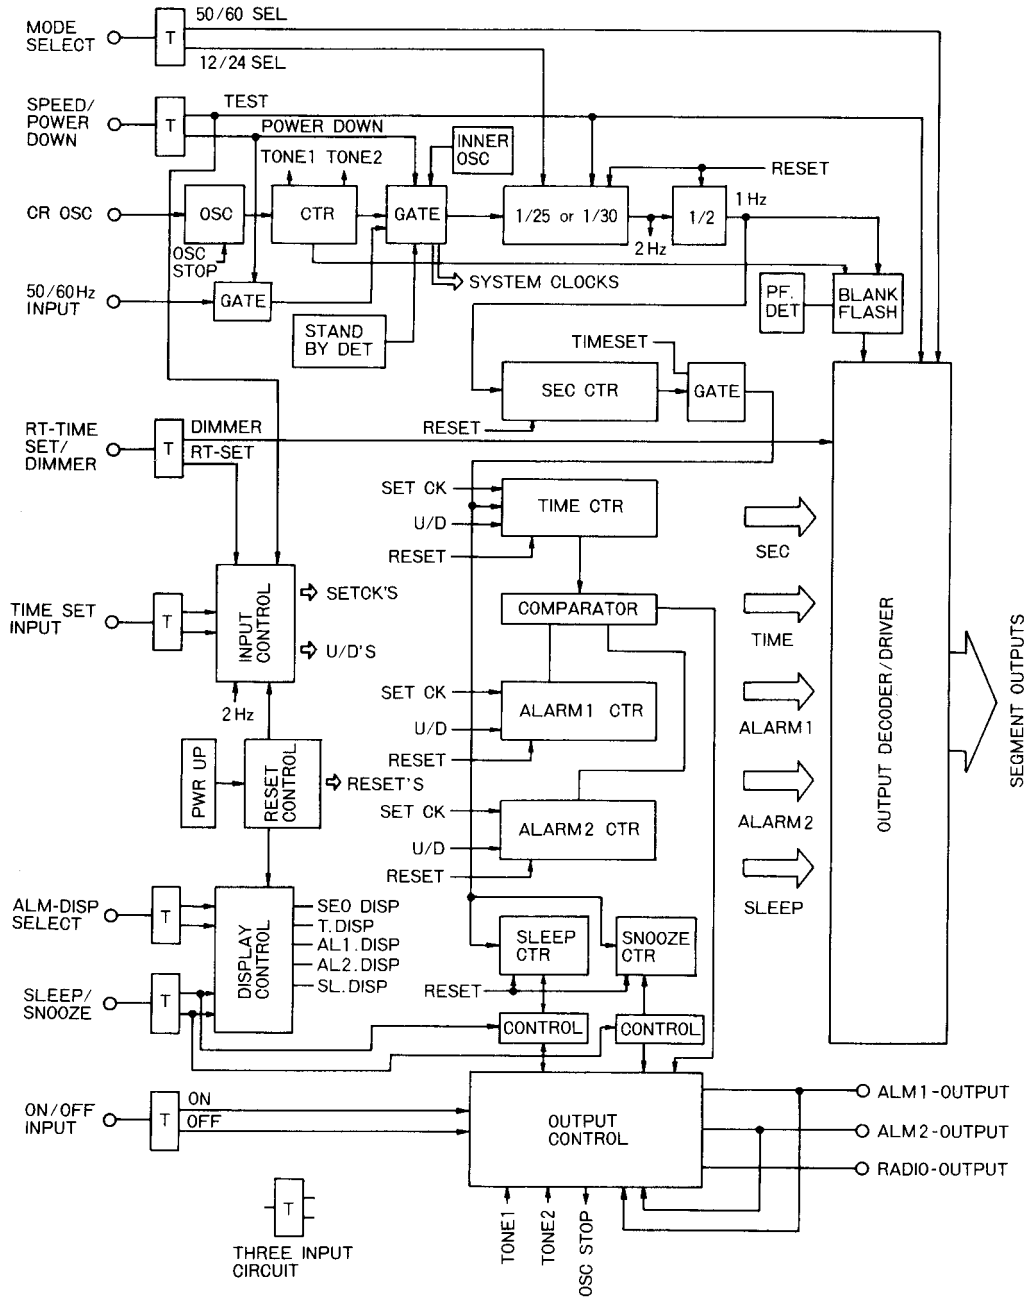 50/60 SEL
MODE
SELECT
T
12/24 SEL
SPEED/
POWER
DOWN
T
TEST
POWER DOWN
INNER
OSC
TONE1 TONE2
RESET
CR OSC
OSC
CTR
GATE
1/25 or 1/30
1/2
1Hz
2Hz
OSC
STOP
SYSTEM CLOCKS
50/60Hz
INPUT
GATE
PF.
DET
BLANK
FLASH
STAND
BY DET
TIMESET
SEC CTR
GATE
RESET
RT-TIME
SET/
DIMMER
T
DIMMER
RT-SET
SET CK
TIME CTR
U/D
RESET
SEC
TIME SET
INPUT
T
INPUT
CONTROL
SETCK'S
U/D'S
2Hz
COMPARATOR
TIME
SET CK
ALARM1 CTR
U/D
RESET
ALARM1
OUTPUT DECODER/DRIVER
SEGMENT OUTPUTS
PWR UP
RESET
CONTROL
RESET'S
SET CK
ALARM2 CTR
U/D
RESET
ALARM2
SLEEP
ALM-DISP
SELECT
T
DISPLAY
CONTROL
SEO DISP
T.DISP
AL1.DISP
AL2.DISP
SL.DISP
SLEEP
CTR
SNOOZE
CTR
RESET
SLEEP/
SNOOZE
T
CONTROL
CONTROL
ON/OFF
INPUT
T
ON
OFF
OUTPUT
CONTROL
ALM1-OUTPUT
ALM2-OUTPUT
RADIO-OUTPUT
TONE1
TONE2
OSC STOP
T
THREE INPUT
CIRCUIT